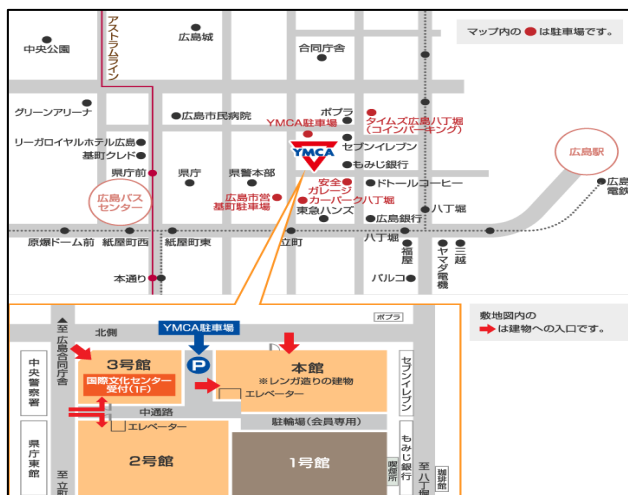 アストラムライン
中央公園
広島城
合同庁舎
マップ内の●は駐車場です。
グリーンアリーナ
広島市民病院
ポプラ
YMCA駐車場
タイムズ広島八丁堀
(コインパーキング)
リーガロイヤルホテル広島
基町クレド
YMCA
セブンイレブン
もみじ銀行
広島駅
県庁前
県庁
県警本部
安全
ガレージ
ドトールコーヒー
広島
電鉄
広島バス
センター
広島市営
基町駐車場
カーパーク八丁堀
東急ハンズ
広島銀行
八丁堀
原爆ドーム前
紙屋町西
紙屋町東
立町
八丁堀
福屋
ヤマダ電機
三越
本通り
パルコ
敷地図内の
➡は建物への入口です。
▲至広島合同庁舎
北側
YMCA駐車場
ポプラ
中央警察署
3号館
国際文化センター
受付(1F)
P
本館
※レンガ造りの建物
エレベーター
セブンイレブン
中通路
エレベーター
駐輪場(会員専用)
県庁東館
至立町
2号館
1号館
喫煙所
もみじ銀行
至八丁堀
珈琲館